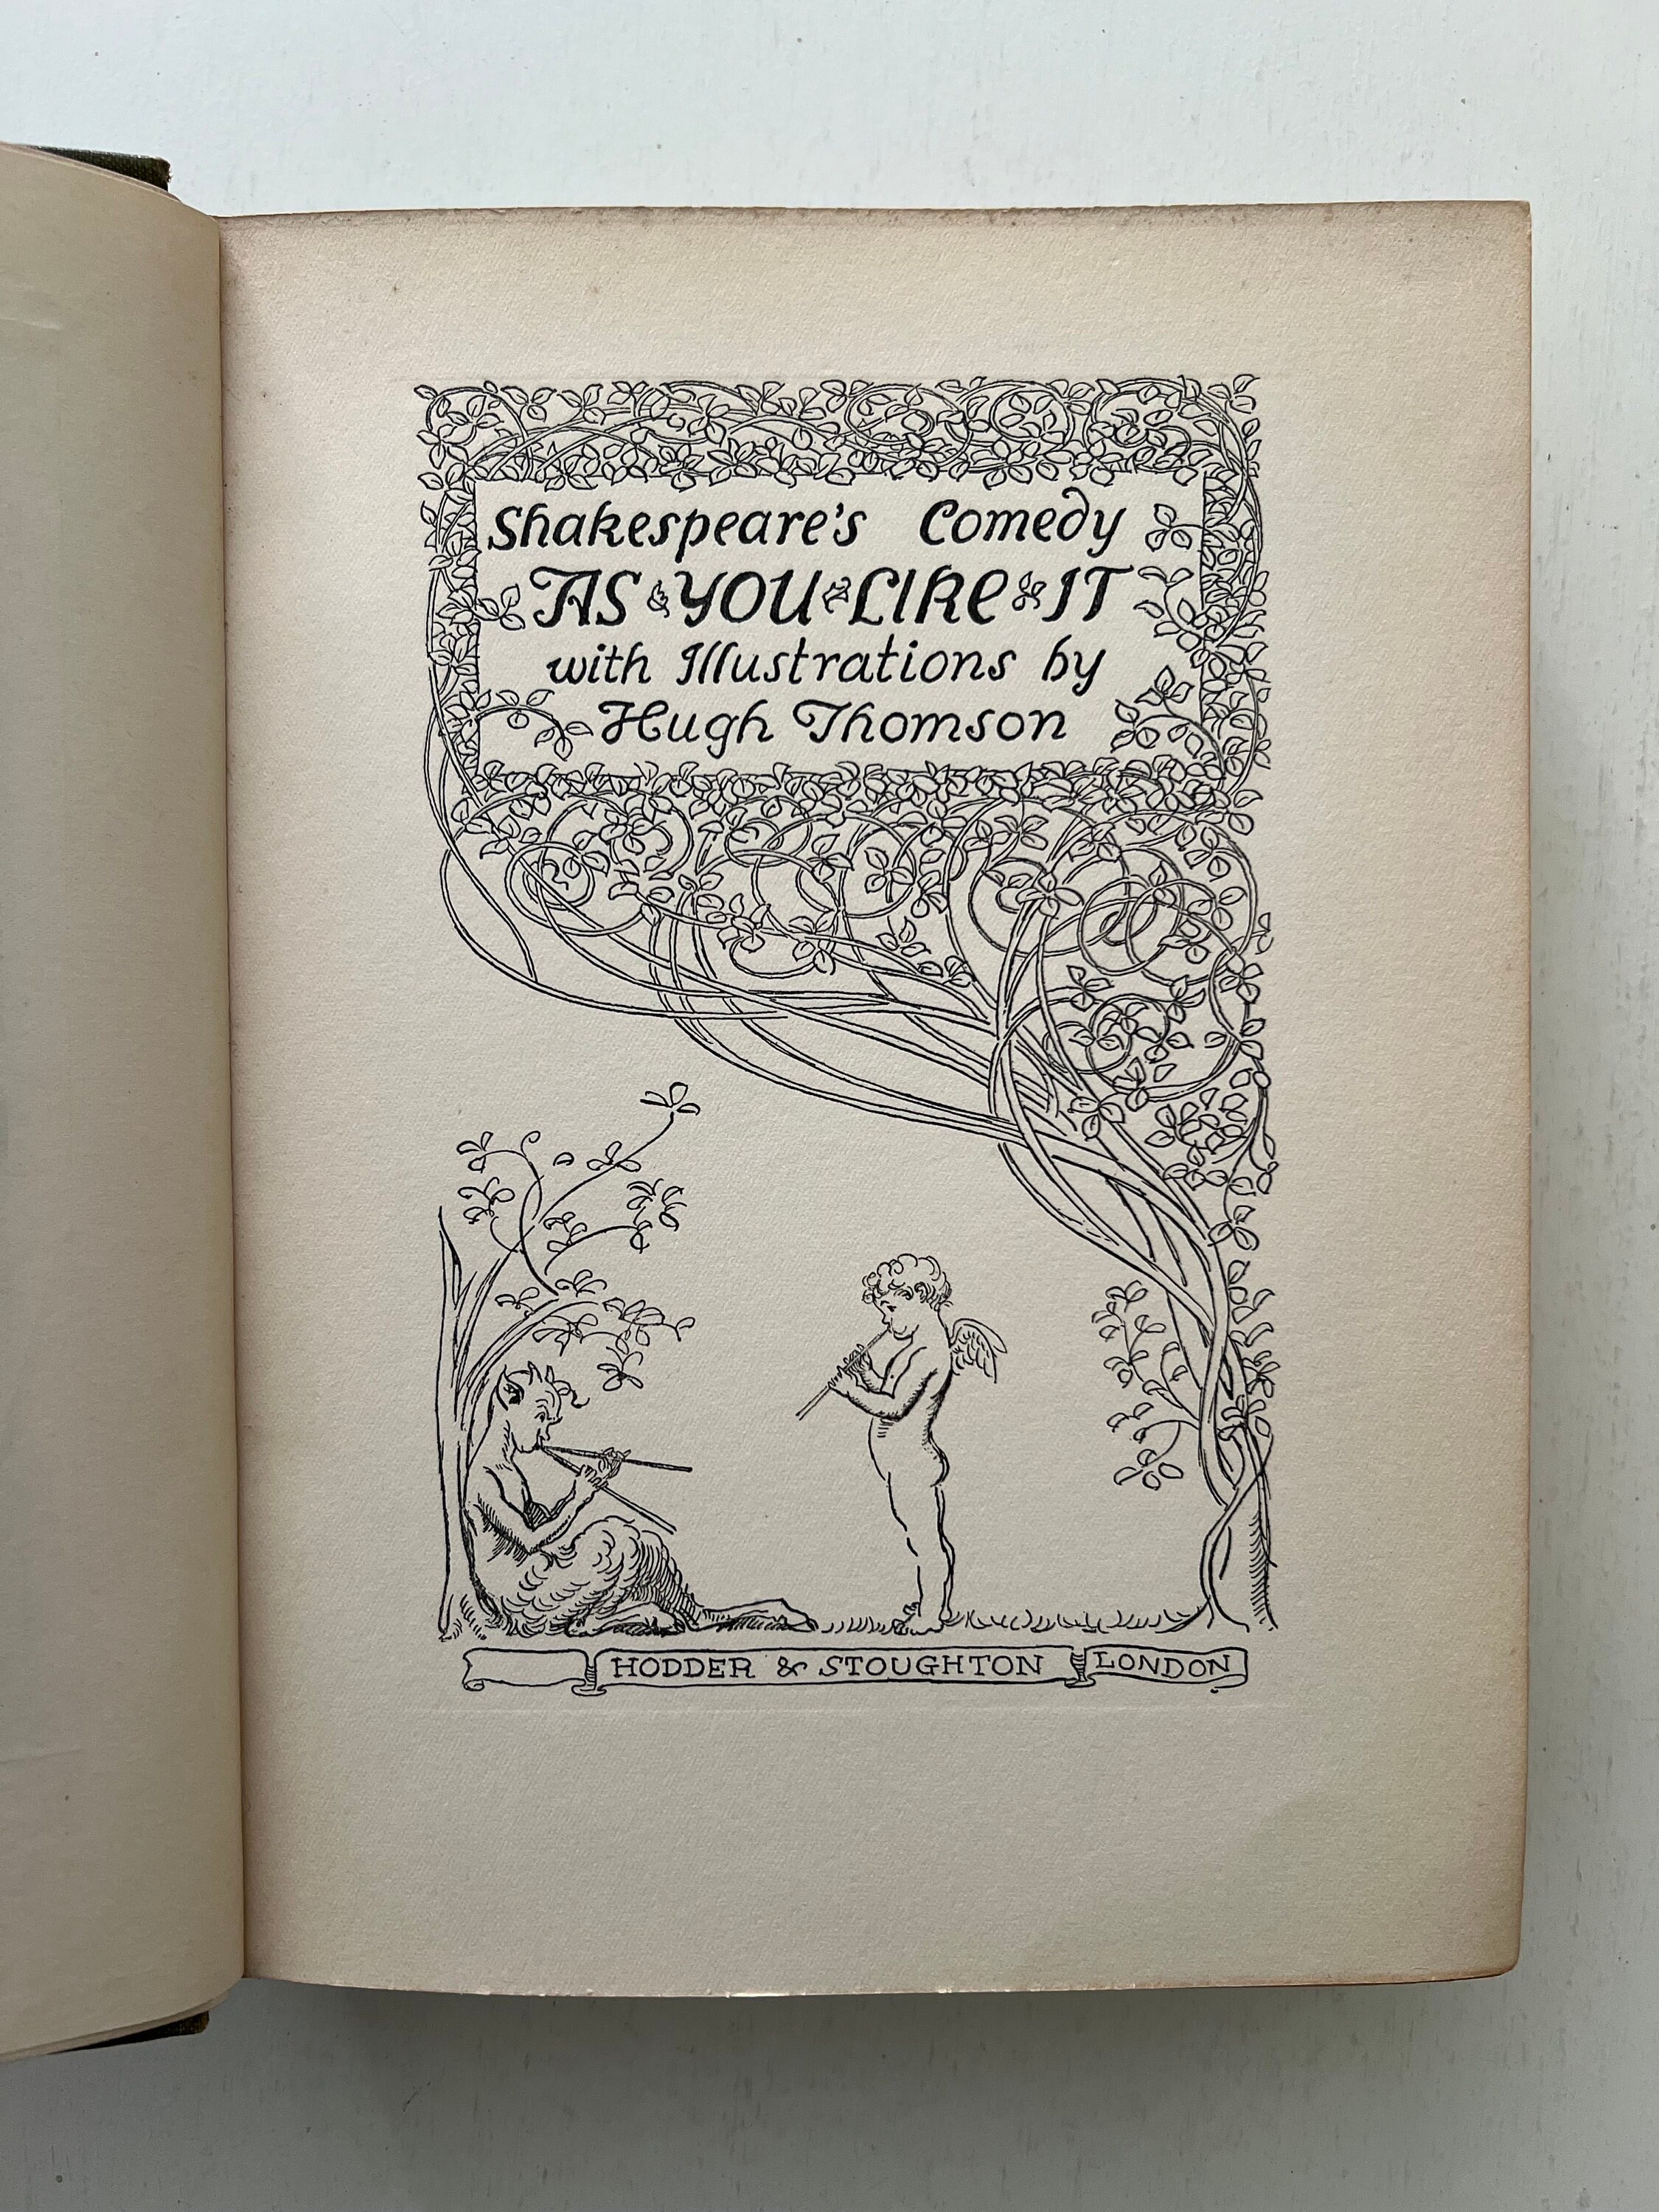 Shakespeare's Comedy
AS YOU LIKE IT
with Illustrations by
Hugh Thomson
HODDER & STOUGHTON LONDON